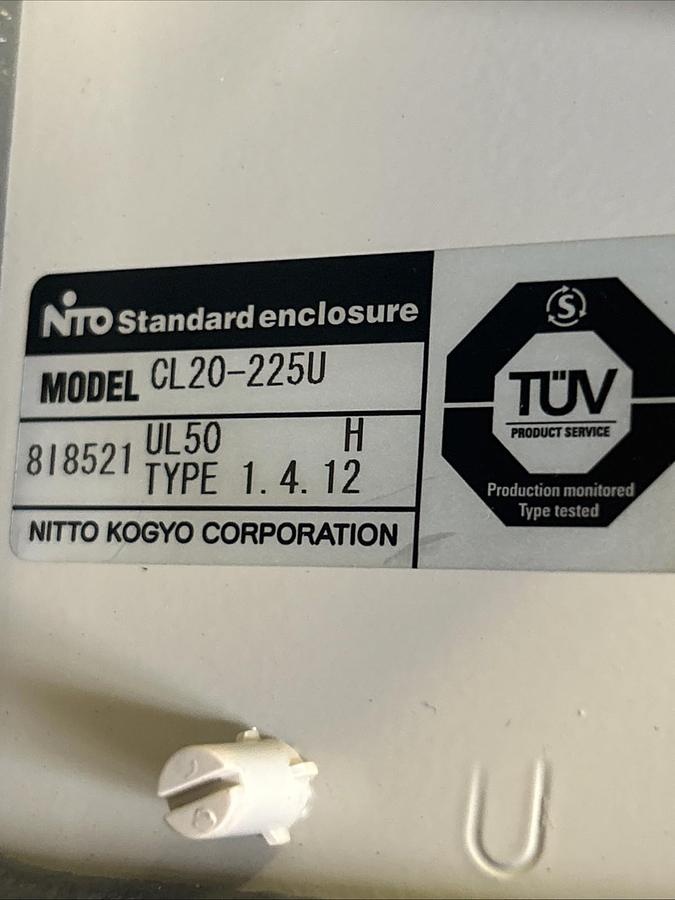 NITO Standard enclosure
MODEL CL20-225U
818521 UL50 H
TYPE 1. 4. 12
NITTO KOGYO CORPORATION
S
TÜV
PRODUCT SERVICE
Production monitored
Type tested
U